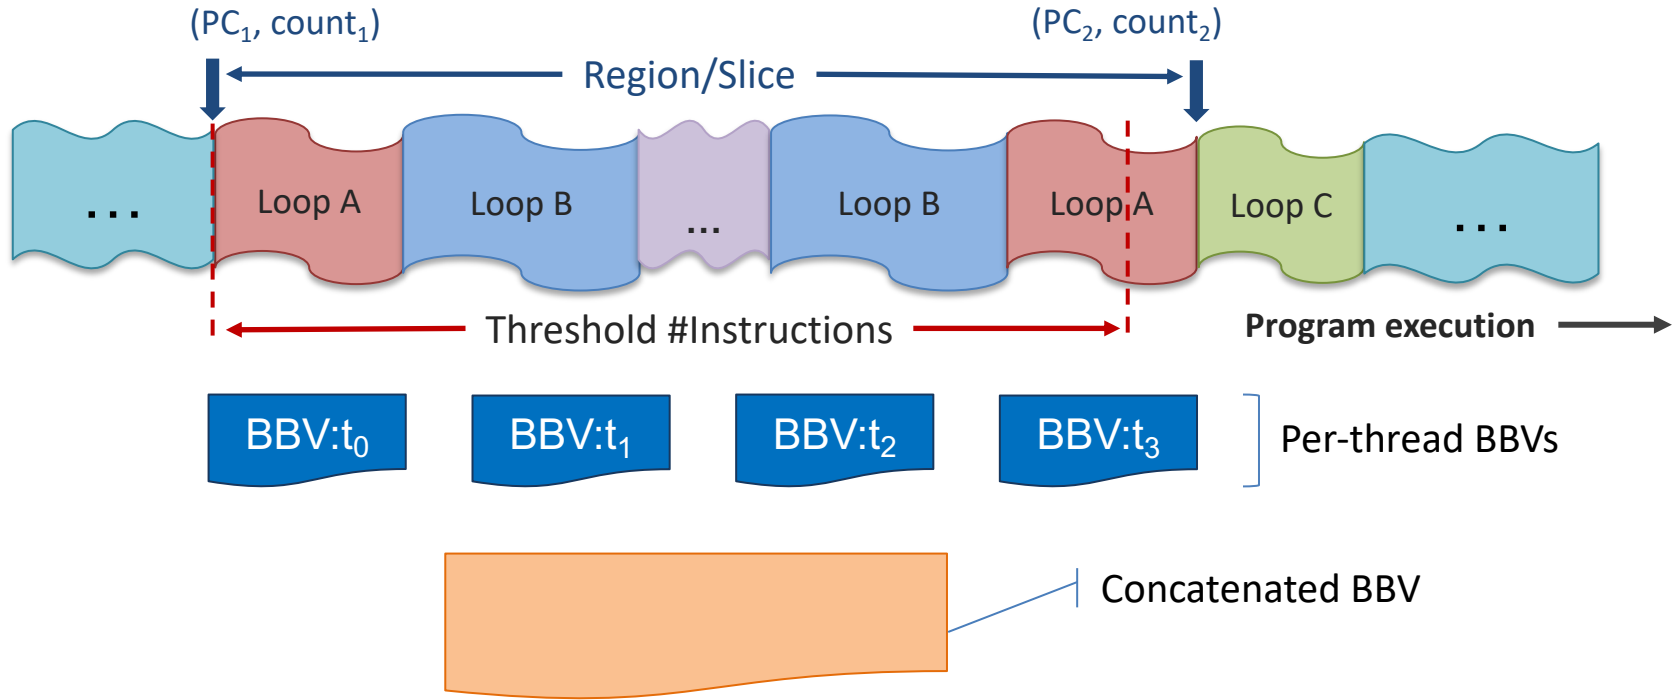 (PC₁, count₁)
(PC₂, count₂)
Region/Slice
...
Loop A
Loop B
...
Loop B
Loop A
Loop C
...
Threshold #Instructions
Program execution
BBV:t₀
BBV:t₁
BBV:t₂
BBV:t₃
Per-thread BBVs
Concatenated BBV